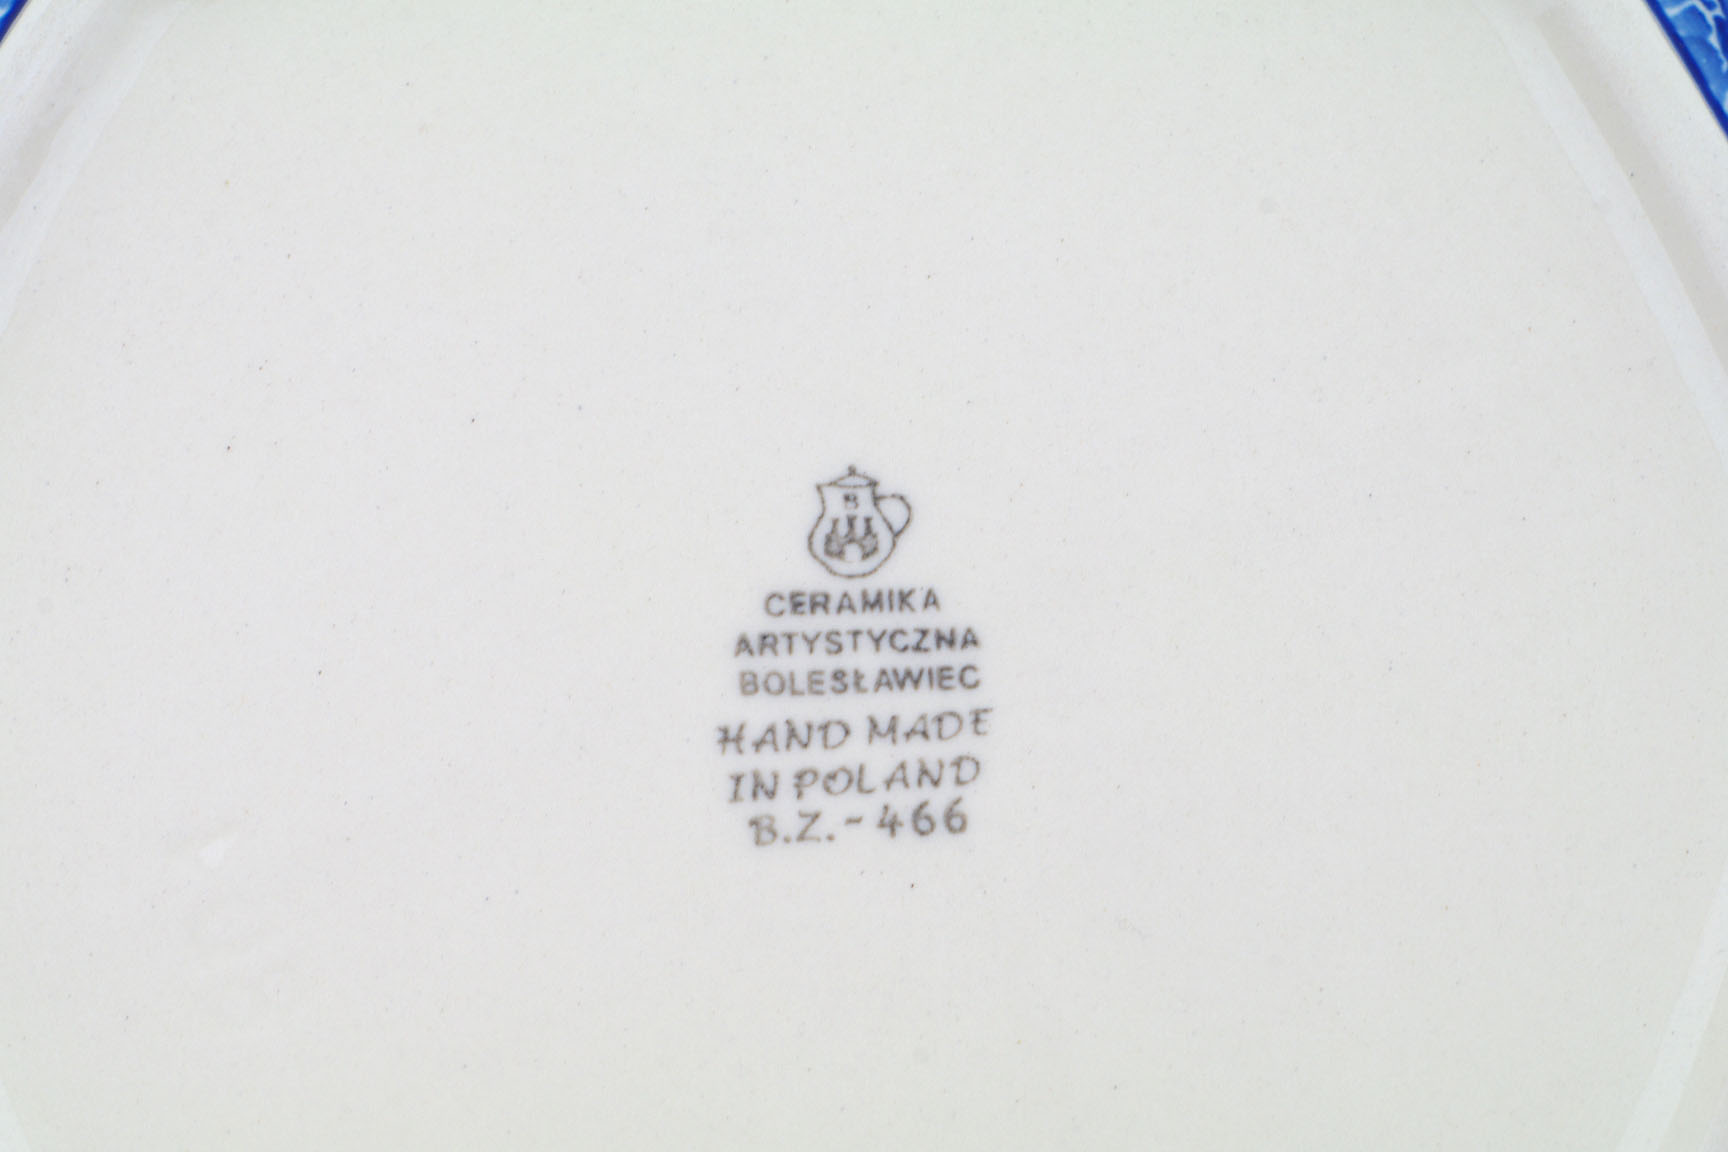 B
CERAMIKA
ARTYSTYCZNA
BOLESŁAWIEC
HAND MADE
IN POLAND
B.Z.-466